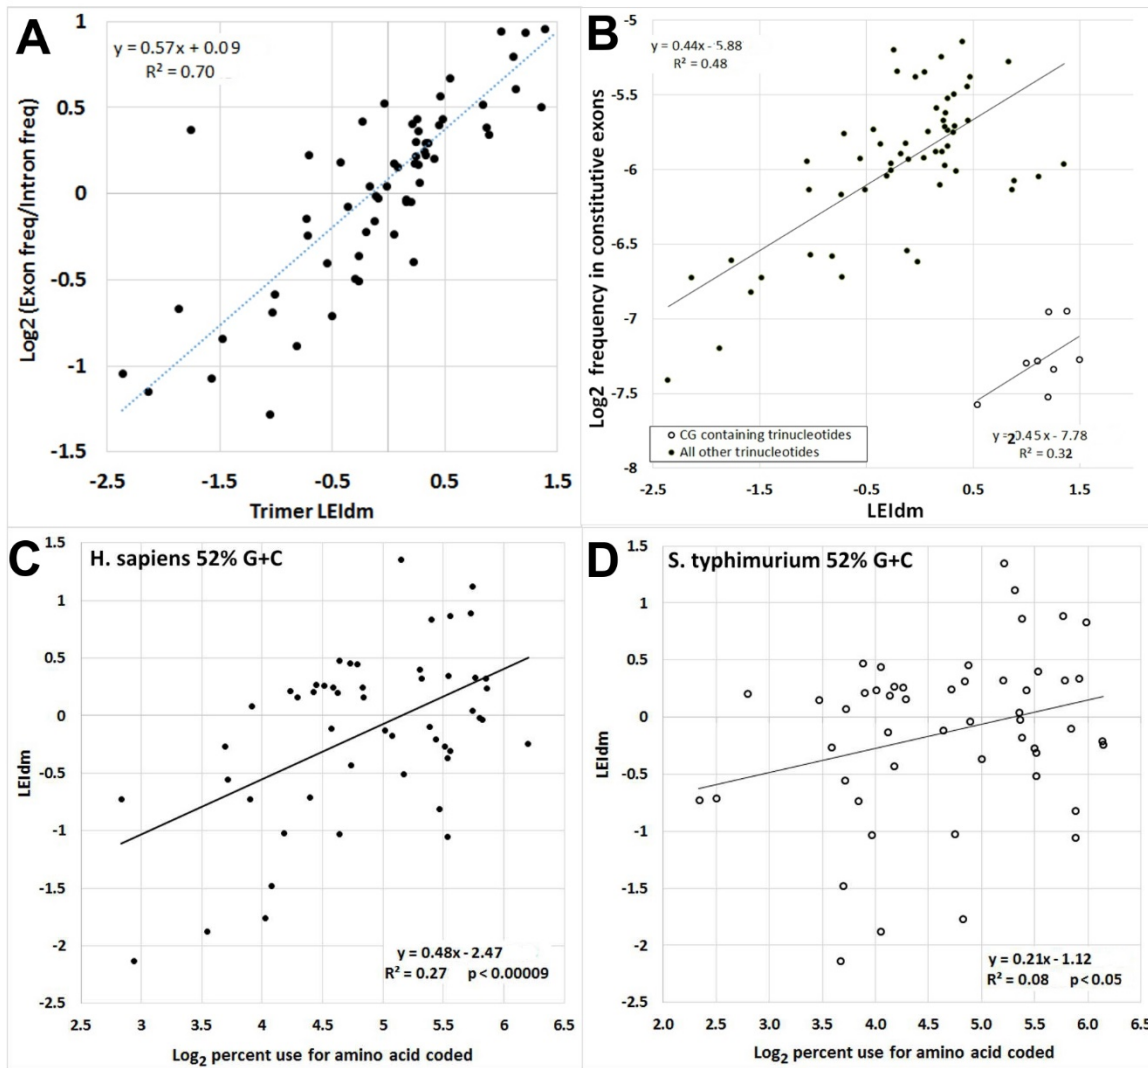 A
y = 0.57x + 0.09
R² = 0.70
Log2 (Exon freq/Intron freq)
1
0.5
0
-0.5
-1
-1.5
-2.5
-1.5
-0.5
0.5
1.5
Trimer LEIdm
B
y = 0.44x - 5.88
R² = 0.48
Log2 frequency in constitutive exons
-5
-5.5
-6
-6.5
-7
-7.5
-8
CG containing trinucleotides
All other trinucleotides
y = 0.45x - 7.78
2
R² = 0.32
-2.5
-1.5
-0.5
0.5
1.5
LEIdm
C
H. sapiens 52% G+C
LEIdm
1.5
1
0.5
0
-0.5
-1
-1.5
-2
-2.5
y = 0.48x - 2.47
R² = 0.27 p < 0.00009
2.5
3
3.5
4
4.5
5
5.5
6
6.5
Log2 percent use for amino acid coded
D
S. typhimurium 52% G+C
LEIdm
1.5
1
0.5
0
-0.5
-1
-1.5
-2
-2.5
y = 0.21x - 1.12
R² = 0.08 p < 0.05
2.0
2.5
3.0
3.5
4.0
4.5
5.0
5.5
6.0
6.5
Log2 percent use for amino acid coded